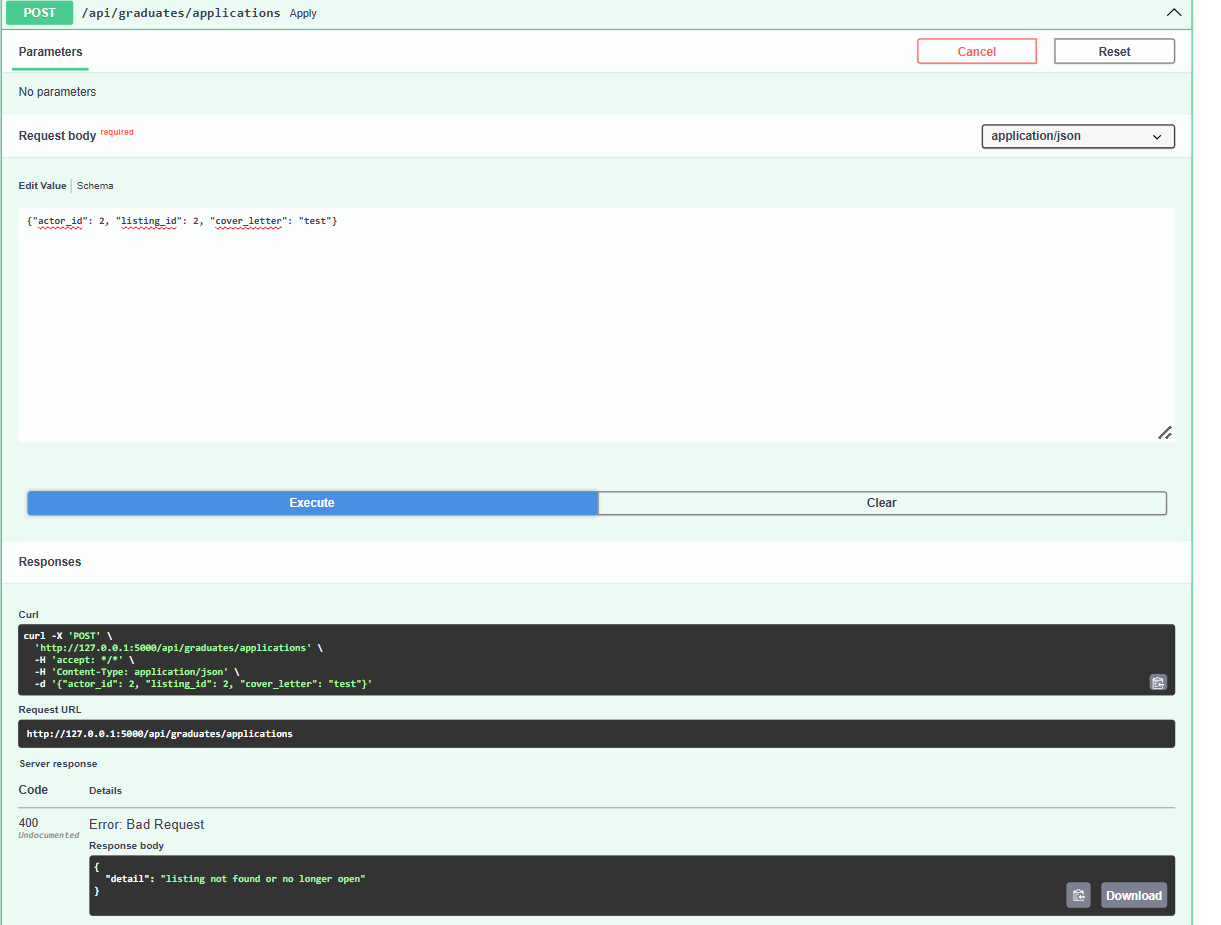 POST /api/graduates/applications Apply
Parameters Cancel Reset
No parameters
Request body required application/json
Edit Value Schema
{"actor_id": 2, "listing_id": 2, "cover_letter": "test"}
Execute Clear
Responses
Curl
curl -X 'POST' \
'http://127.0.0.1:5000/api/graduates/applications' \
-H 'accept: */*' \
-H 'Content-Type: application/json' \
-d '{"actor_id": 2, "listing_id": 2, "cover_letter": "test"}'
Request URL
http://127.0.0.1:5000/api/graduates/applications
Server response
Code Details
400 Error: Bad Request
Undocumented
Response body
{
"detail": "listing not found or no longer open"
}
Download